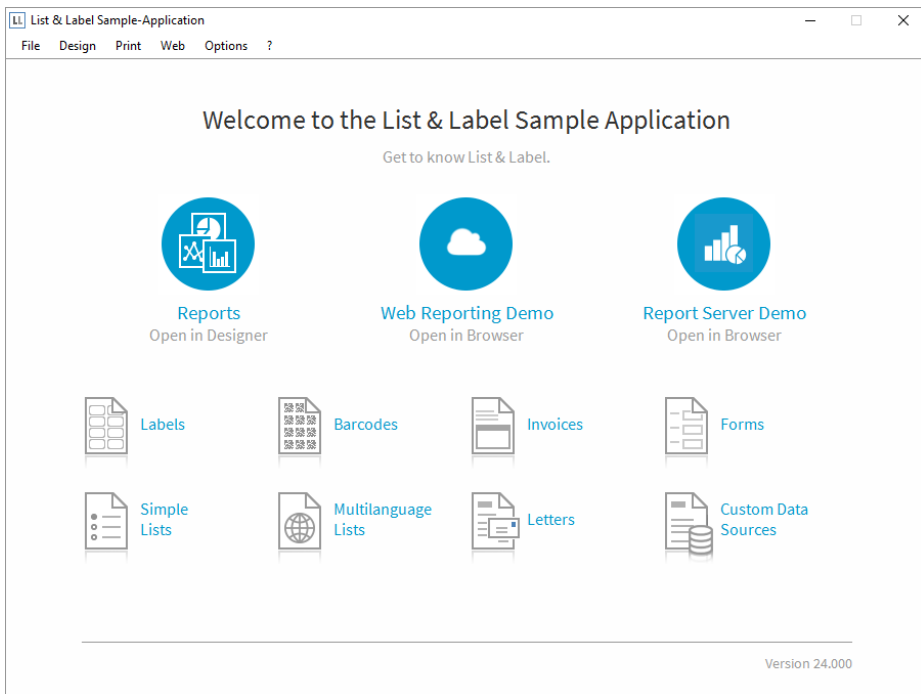 LL List & Label Sample-Application
File Design Print Web Options ?
Welcome to the List & Label Sample Application
Get to know List & Label.
Reports Web Reporting Demo Report Server Demo
Open in Designer Open in Browser Open in Browser
Labels Barcodes Invoices Forms
Simple
Lists
Multilanguage
Lists
Letters
Custom Data
Sources
Version 24.000